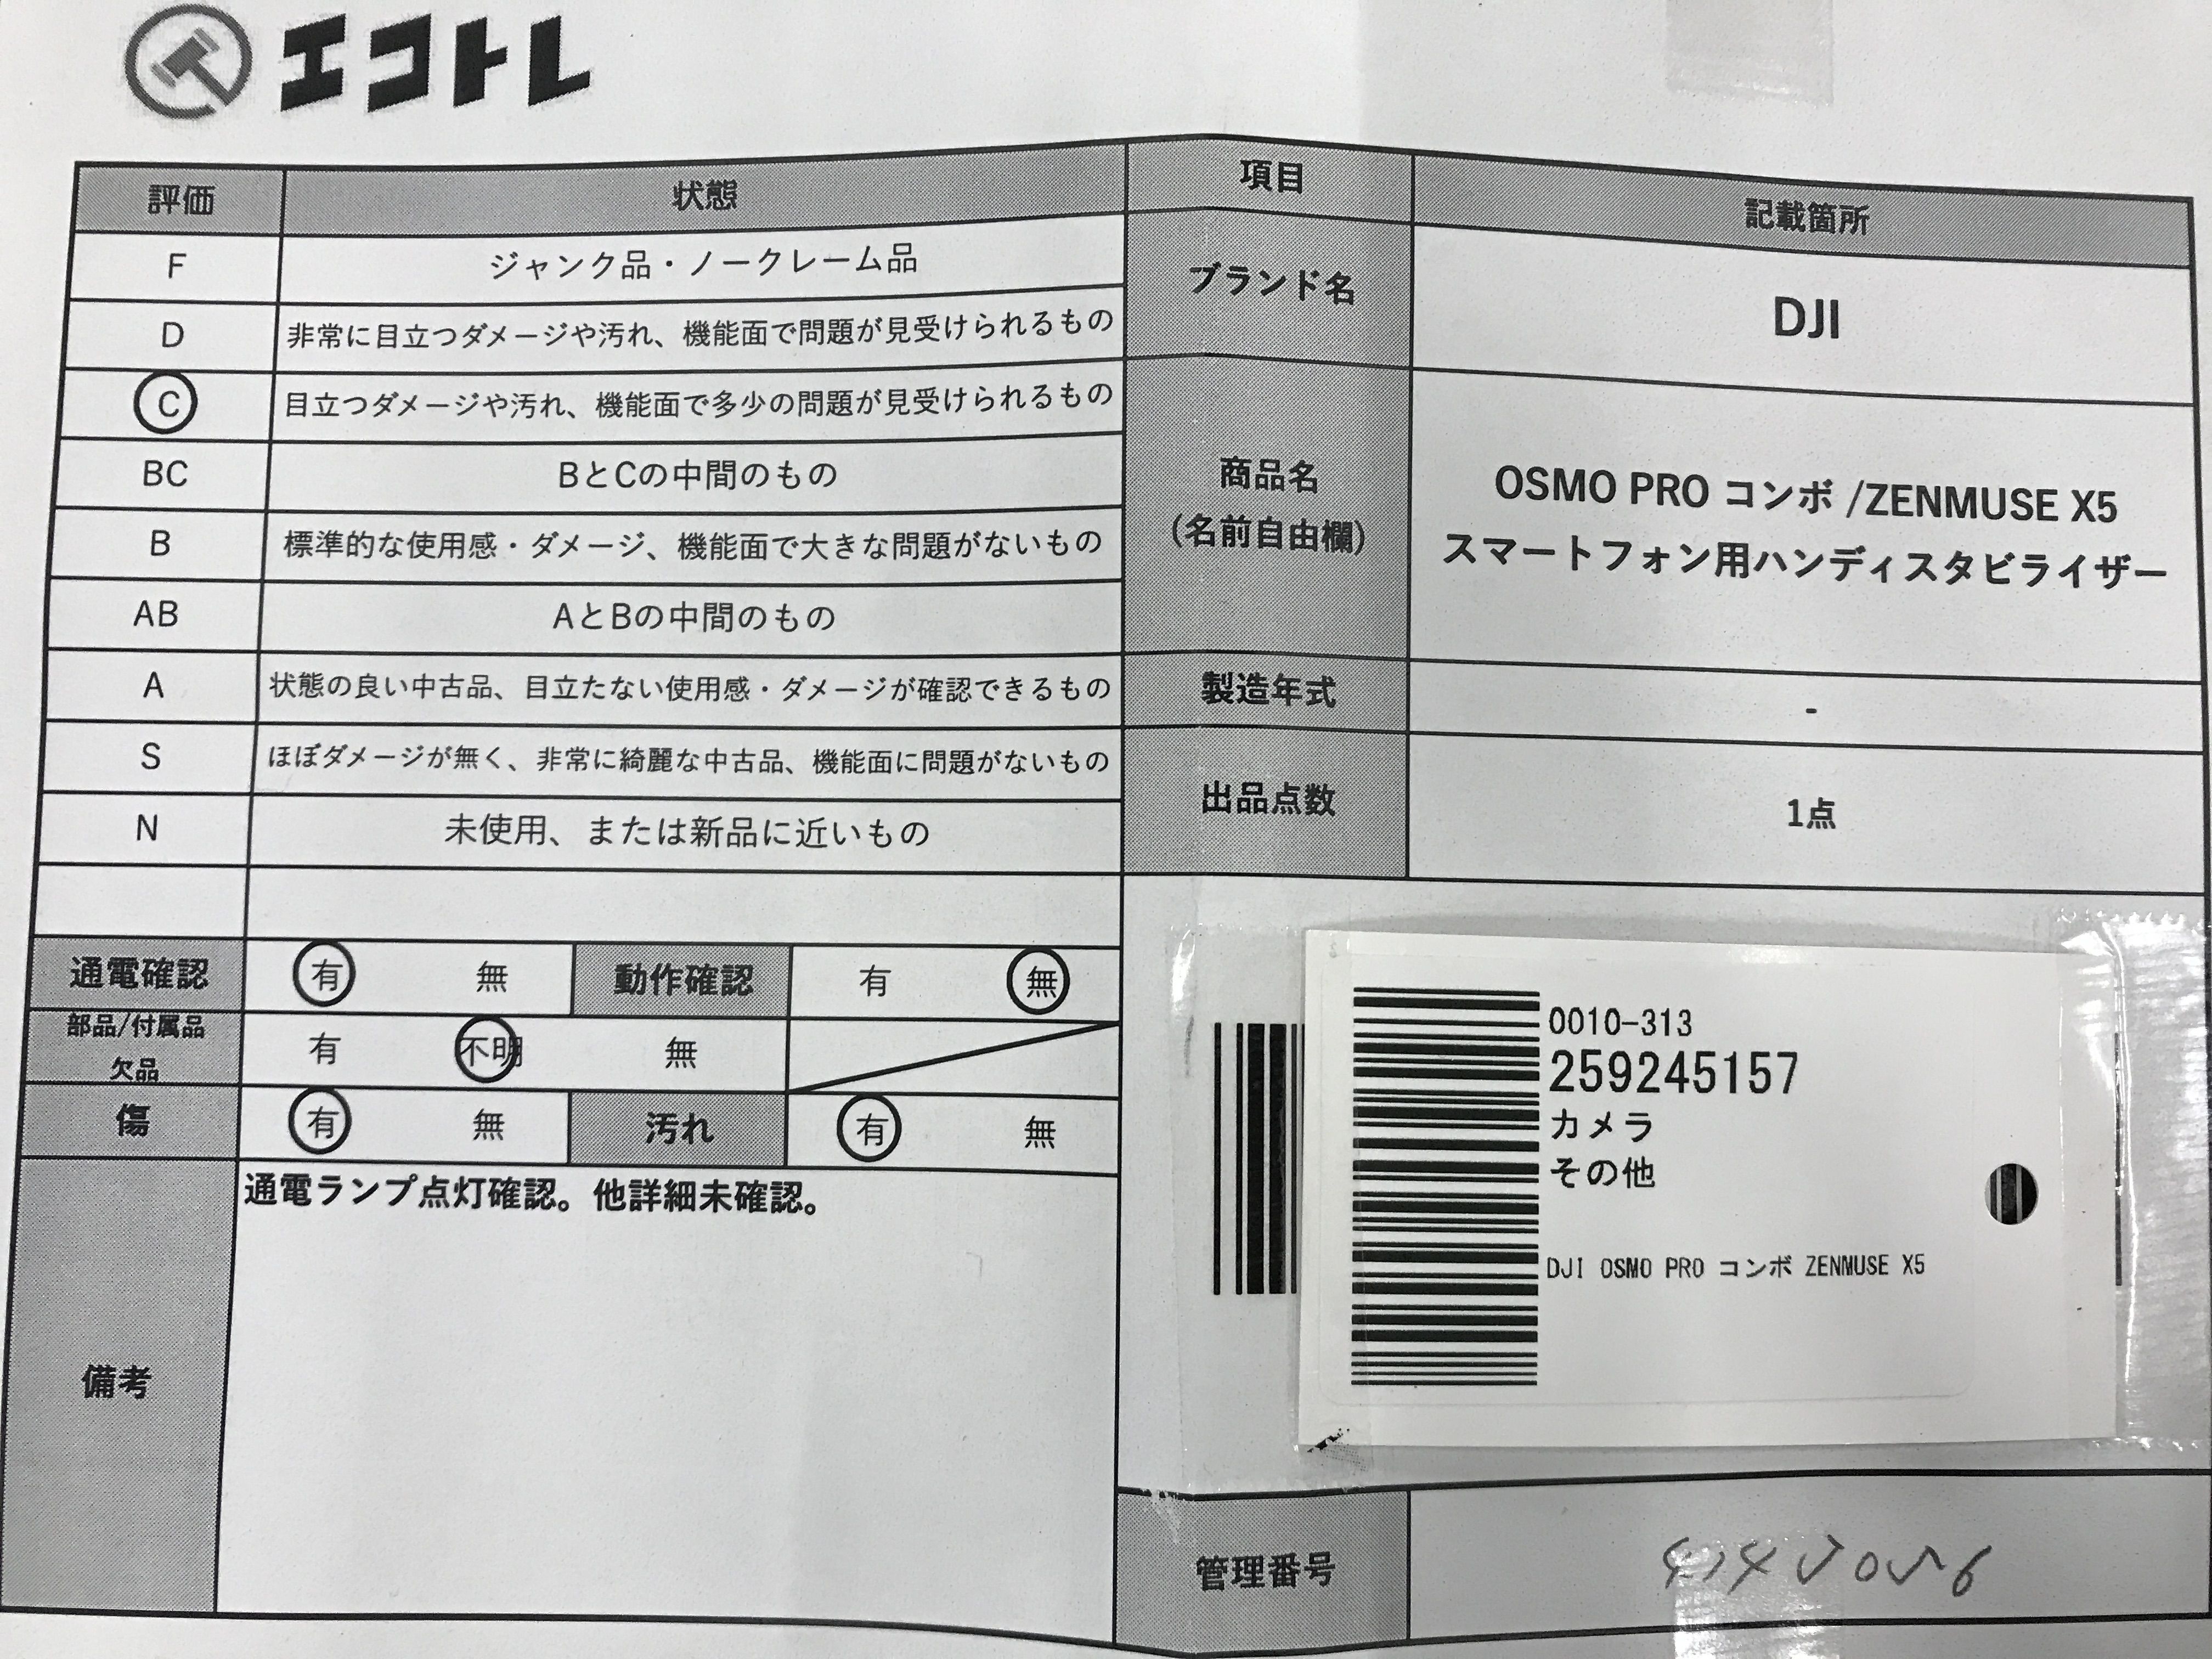 エコトレ
評価 状態
F ジャンク品・ノークレーム品
D 非常に目立つダメージや汚れ、機能面で問題が見受けられるもの
C 目立つダメージや汚れ、機能面で多少の問題が見受けられるもの
BC BとCの中間のもの
B 標準的な使用感・ダメージ、機能面で大きな問題がないもの
AB AとBの中間のもの
A 状態の良い中古品、目立たない使用感・ダメージが確認できるもの
S ほぼダメージが無く、非常に綺麗な中古品、機能面に問題がないもの
N 未使用、または新品に近いもの
通電確認 有 無 動作確認 有 無
部品/付属品
欠品 有 不明 無
傷 有 無 汚れ 有 無
備考 通電ランプ点灯確認。他詳細未確認。
項目 記載箇所
ブランド名 DJI
商品名
(名前自由欄)
OSMO PRO コンボ /ZENMUSE X5
スマートフォン用ハンディスタビライザー
製造年式 -
出品点数 1点
0010-313
259245157
カメラ
その他
DJI OSMO PRO コンボ ZENMUSE X5
管理番号